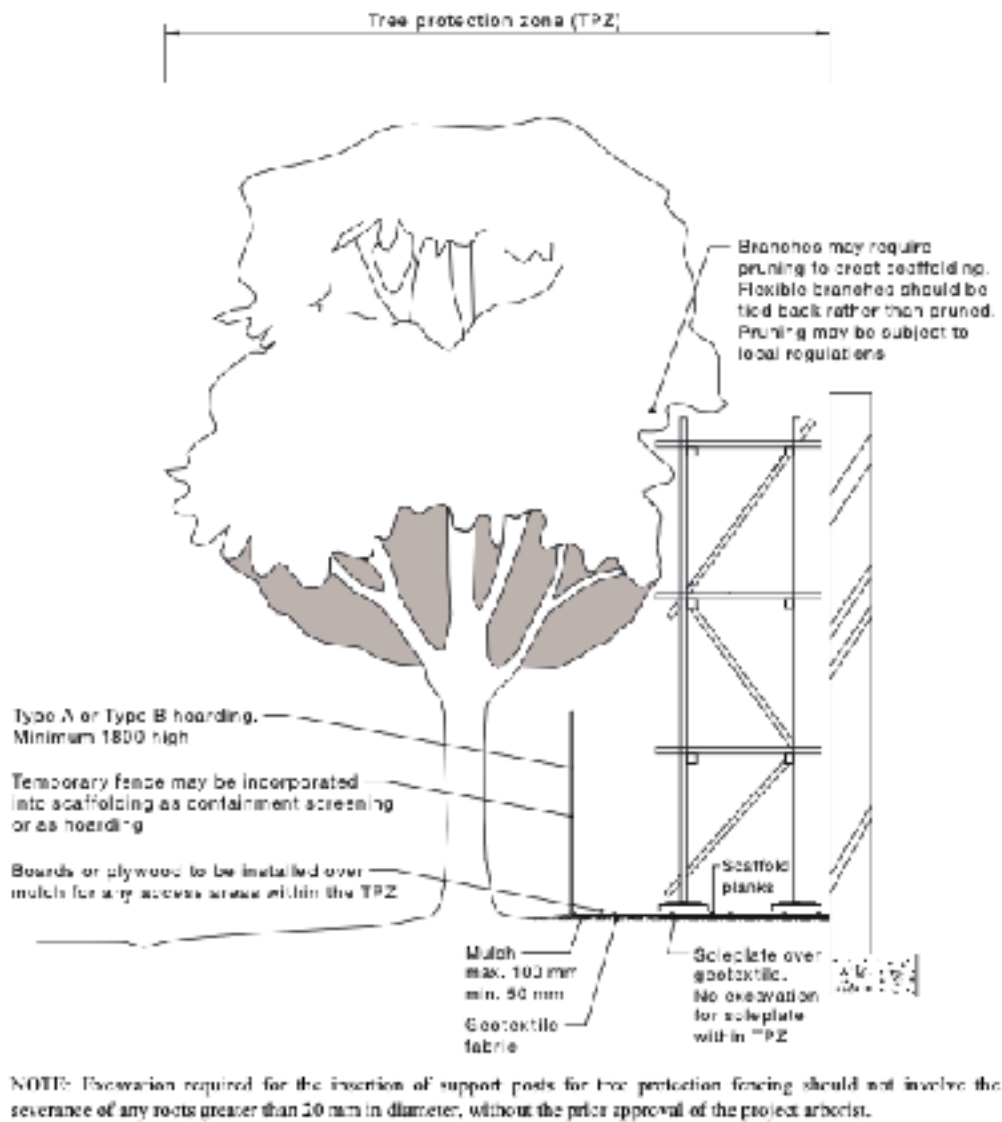 Tree protection zone (TPZ)
Branches may require
pruning to erect scaffolding.
Flexible branches should be
tied back rather than pruned.
Pruning may be subject to
local regulations
Type A or Type B hoarding.
Minimum 1800 high
Temporary fence may be incorporated
into scaffolding as containment screening
or as hoarding
Boards or plywood to be installed over
mulch for any access areas within the TPZ
Scaffold
planks
Mulch
max. 100 mm
min. 50 mm
Geotextile
fabric
Soleplate over
geotextile.
No excavation
for soleplate
within TPZ
NOTE: Excavation required for the insertion of support posts for tree protection fencing should not involve the
severance of any roots greater than 20 mm in diameter, without the prior approval of the project arborist.